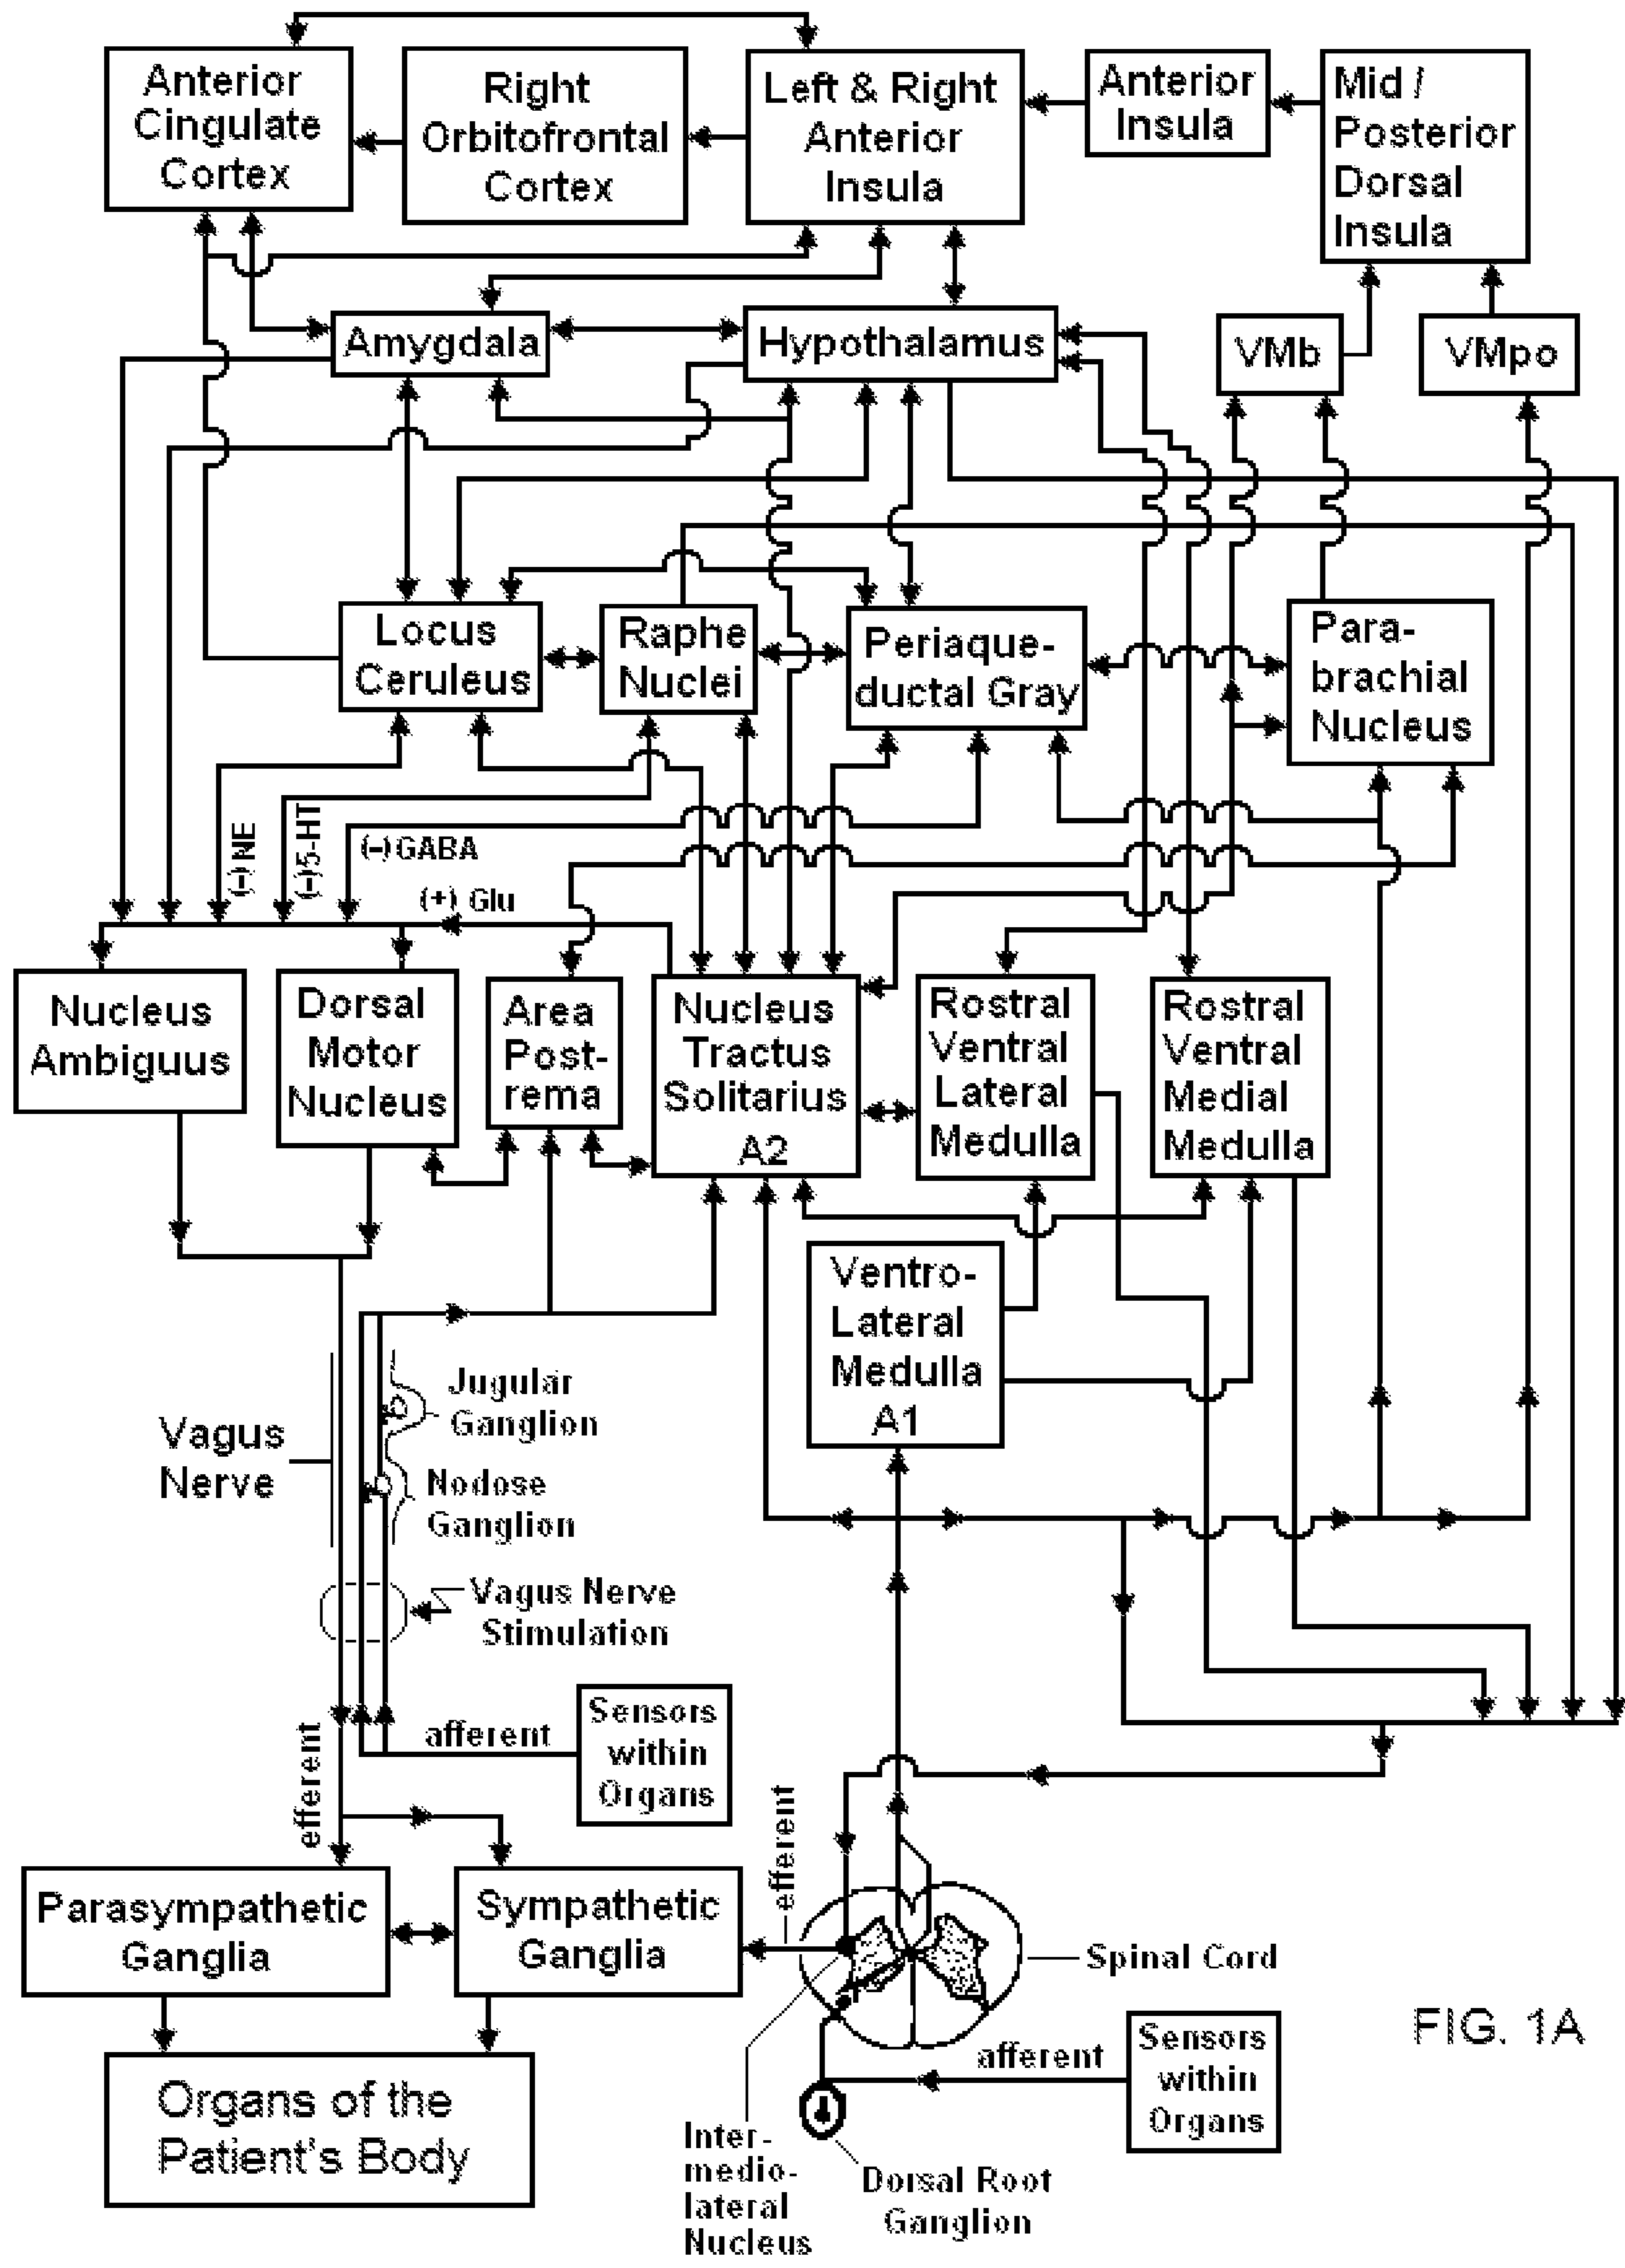 Anterior
Cingulate
Cortex
Right
Orbitofrontal
Cortex
Left & Right
Anterior
Insula
Anterior
Insula
Mid /
Posterior
Dorsal
Insula
Amygdala
Hypothalamus
VMb
VMpo
Locus
Ceruleus
Raphe
Nuclei
Periaque-
ductal Gray
Para-
brachial
Nucleus
(-) NE
(-)5-HT
(-)GABA
(+) Glu
Nucleus
Ambiguus
Dorsal
Motor
Nucleus
Area
Post-
rema
Nucleus
Tractus
Solitarius
A2
Rostral
Ventral
Lateral
Medulla
Rostral
Ventral
Medial
Medulla
Ventro-
Lateral
Medulla
A1
Jugular
Ganglion
Vagus
Nerve
Nodose
Ganglion
Vagus Nerve
Stimulation
Sensors
within
Organs
afferent
efferent
efferent
Parasympathetic
Ganglia
Sympathetic
Ganglia
Spinal Cord
Organs of the
Patient's Body
afferent
Sensors
within
Organs
Inter-
medio-
lateral
Nucleus
Dorsal Root
Ganglion
FIG. 1A